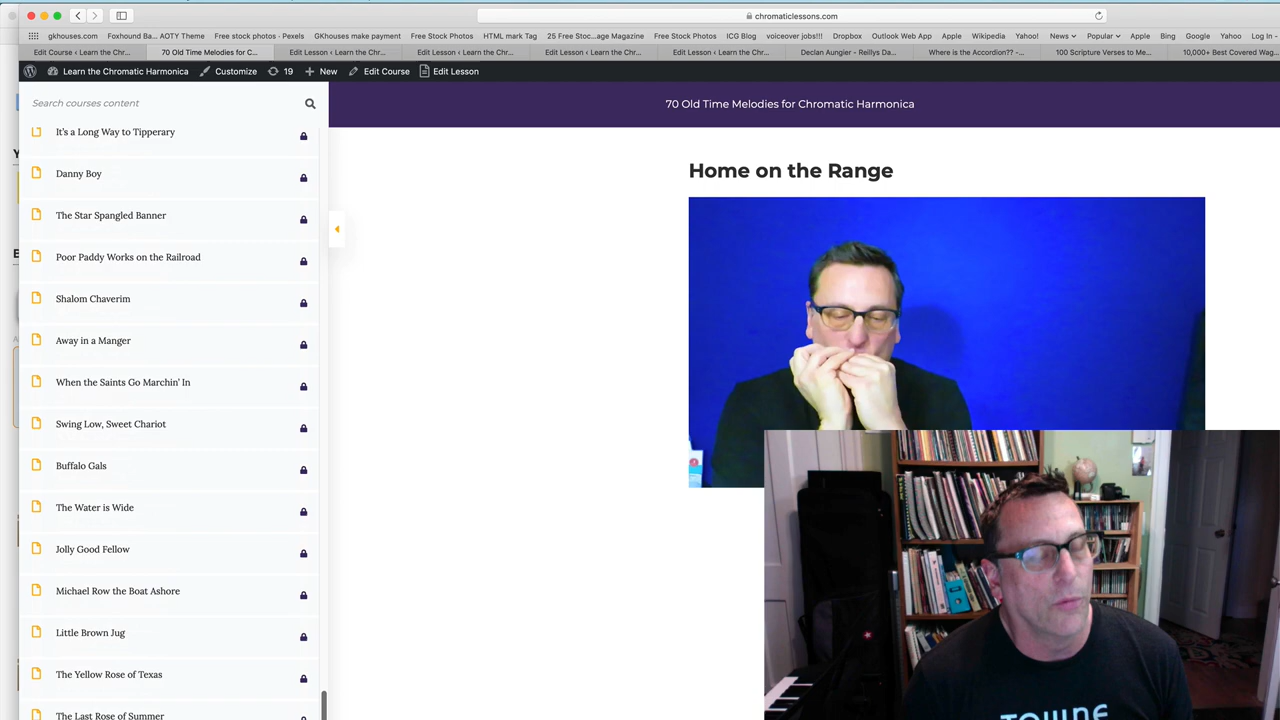 chromaticlessons.com
gkhouses.com Foxhound Ba... AOTY Theme Free stock photos · Pexels GKhouses make payment Free Stock Photos HTML mark Tag 25 Free Stoc...age Magazine Free Stock Photos ICG Blog voiceover jobs!!! Dropbox Outlook Web App Apple Wikipedia Yahoo! News Popular Apple Bing Google Yahoo Log In -
Edit Course ‹ Learn the Chr... 70 Old Time Melodies for C... Edit Lesson ‹ Learn the Chr... Edit Lesson ‹ Learn the Chr... Edit Lesson ‹ Learn the Chr... Edit Lesson ‹ Learn the Chr... Declan Aungier - Reillys Da... Where is the Accordion?? -... 100 Scripture Verses to Me... 10,000+ Best Covered Wag...
Learn the Chromatic Harmonica Customize 19 New Edit Course Edit Lesson
Search courses content
70 Old Time Melodies for Chromatic Harmonica
It's a Long Way to Tipperary
Danny Boy
The Star Spangled Banner
Poor Paddy Works on the Railroad
Shalom Chaverim
Away in a Manger
When the Saints Go Marchin' In
Swing Low, Sweet Chariot
Buffalo Gals
The Water is Wide
Jolly Good Fellow
Michael Row the Boat Ashore
Little Brown Jug
The Yellow Rose of Texas
The Last Rose of Summer
Home on the Range
TOWNE